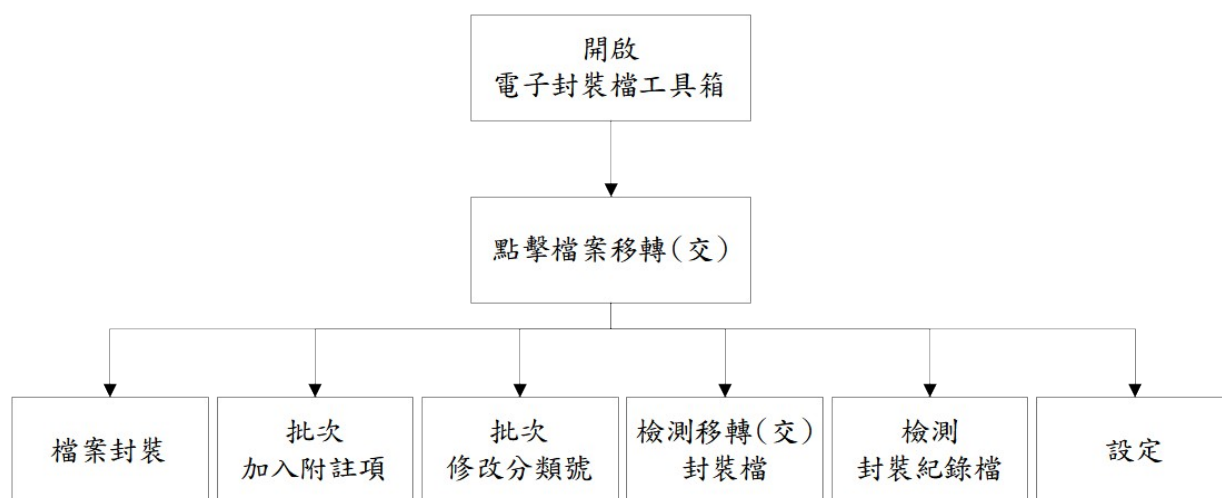 開啟
電子封裝檔工具箱
點擊檔案移轉(交)
檔案封裝
批次
加入附註項
批次
修改分類號
檢測移轉(交)
封裝檔
檢測
封裝紀錄檔
設定